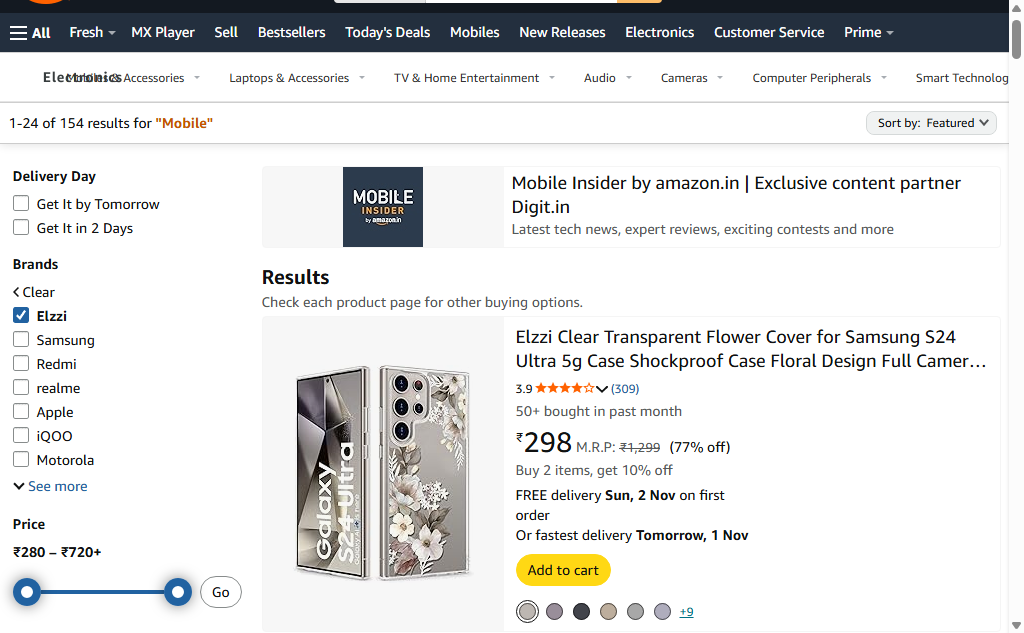 All Fresh MX Player Sell Bestsellers Today's Deals Mobiles New Releases Electronics Customer Service Prime
Electronics Mobiles & Accessories Laptops & Accessories TV & Home Entertainment Audio Cameras Computer Peripherals Smart Technolog
1-24 of 154 results for "Mobile"
Sort by: Featured
Delivery Day
Get It by Tomorrow
Get It in 2 Days
Brands
Clear
Elzzi
Samsung
Redmi
realme
Apple
iQOO
Motorola
See more
Price
₹280 – ₹720+
Go
MOBILE
INSIDER
by amazon.in
Mobile Insider by amazon.in | Exclusive content partner
Digit.in
Latest tech news, expert reviews, exciting contests and more
Results
Check each product page for other buying options.
Galaxy
S24 Ultra
Elzzi Clear Transparent Flower Cover for Samsung S24
Ultra 5g Case Shockproof Case Floral Design Full Camer…
3.9 (309)
50+ bought in past month
₹298 M.R.P: ₹1,299 (77% off)
Buy 2 items, get 10% off
FREE delivery Sun, 2 Nov on first
order
Or fastest delivery Tomorrow, 1 Nov
Add to cart
+9